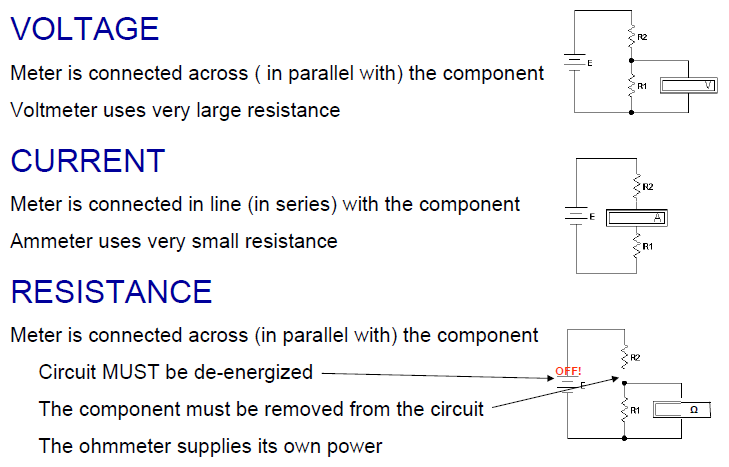 VOLTAGE
Meter is connected across ( in parallel with) the component
Voltmeter uses very large resistance
R2
E
R1
V
CURRENT
Meter is connected in line (in series) with the component
Ammeter uses very small resistance
R2
E
A
R1
RESISTANCE
Meter is connected across (in parallel with) the component
Circuit MUST be de-energized
The component must be removed from the circuit
The ohmmeter supplies its own power
R2
OFF!
E
R1
Ω